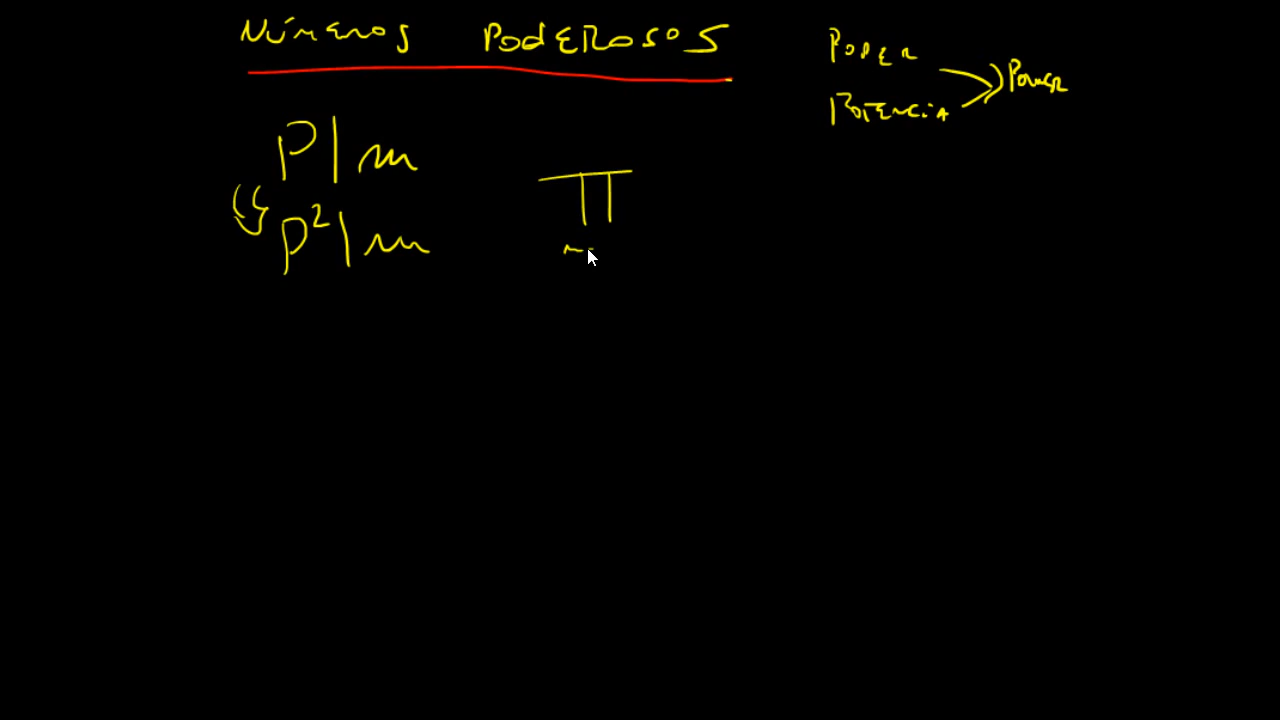 Números Poderosos
Poder
Potencia
Power
P|m
P²|m
π